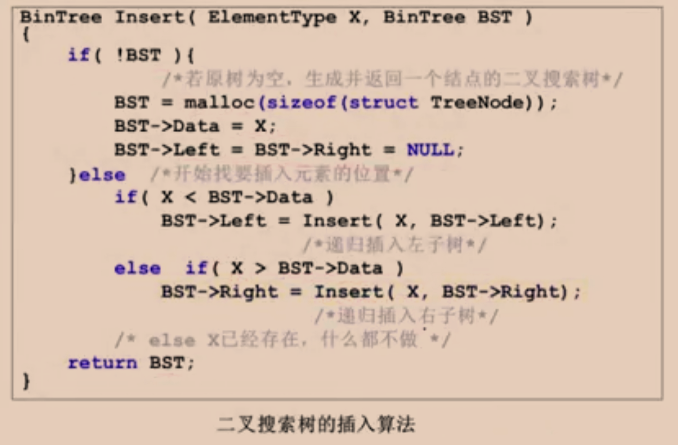 BinTree Insert( ElementType X, BinTree BST )
{
if( !BST ){
/*若原树为空，生成并返回一个结点的二叉搜索树*/
BST = malloc(sizeof(struct TreeNode));
BST->Data = X;
BST->Left = BST->Right = NULL;
}else /*开始找要插入元素的位置*/
if( X < BST->Data )
BST->Left = Insert( X, BST->Left);
/*递归插入左子树*/
else if( X > BST->Data )
BST->Right = Insert( X, BST->Right);
/*递归插入右子树*/
/* else X已经存在，什么都不做 */
return BST;
}
二叉搜索树的插入算法